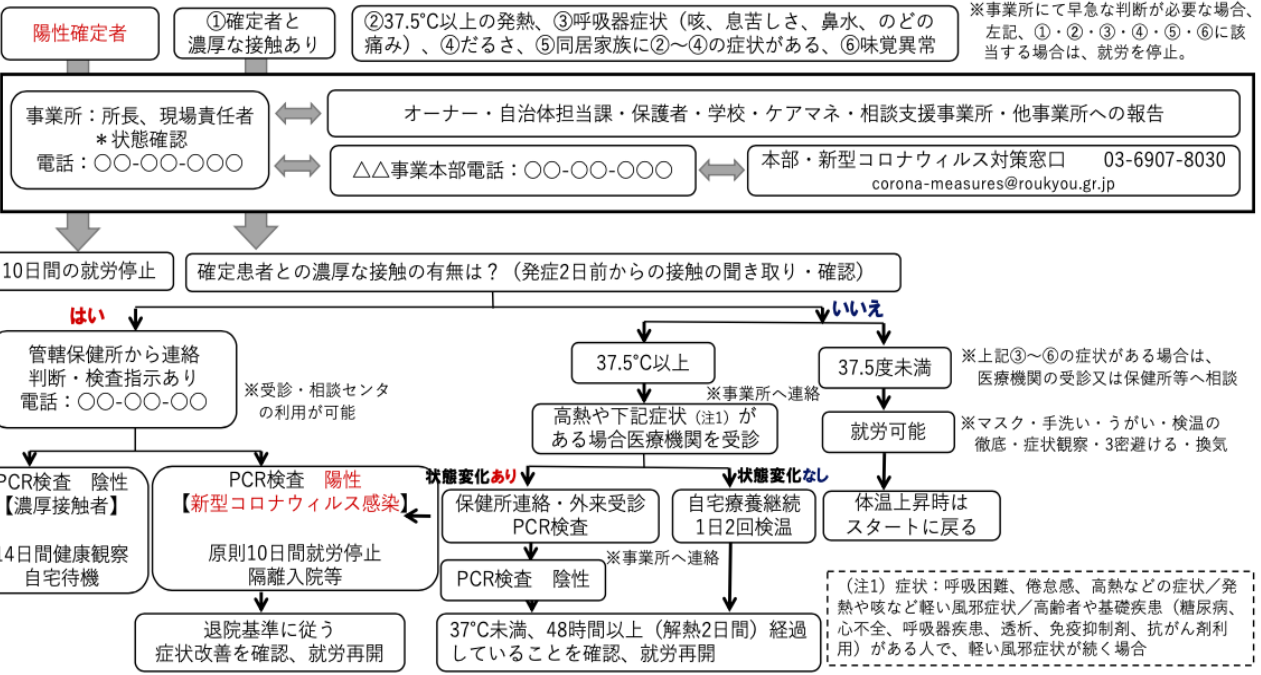 陽性確定者
①確定者と
濃厚な接触あり
②37.5℃以上の発熱、③呼吸器症状（咳、息苦しさ、鼻水、のどの
痛み）、④だるさ、⑤同居家族に②～④の症状がある、⑥味覚異常
※事業所にて早急な判断が必要な場合、
左記、①・②・③・④・⑤・⑥に該
当する場合は、就労を停止。
事業所：所長、現場責任者
＊状態確認
電話：○○-○○-○○○
オーナー・自治体担当課・保護者・学校・ケアマネ・相談支援事業所・他事業所への報告
△△事業本部電話：○○-○○-○○○
本部・新型コロナウィルス対策窓口　　03-6907-8030
corona-measures@roukyou.gr.jp
10日間の就労停止
確定患者との濃厚な接触の有無は？（発症2日前からの接触の聞き取り・確認）
はい
いいえ
管轄保健所から連絡
判断・検査指示あり
電話：○○-○○-○○
※受診・相談センタ
の利用が可能
37.5℃以上
37.5度未満
※上記③～⑥の症状がある場合は、
医療機関の受診又は保健所等へ相談
※事業所へ連絡
高熱や下記症状（注1）が
ある場合医療機関を受診
就労可能
※マスク・手洗い・うがい・検温の
徹底・症状観察・3密避ける・換気
状態変化あり
状態変化なし
PCR検査　陰性
【濃厚接触者】
14日間健康観察
自宅待機
PCR検査　陽性
【新型コロナウィルス感染】
原則10日間就労停止
隔離入院等
保健所連絡・外来受診
PCR検査
自宅療養継続
1日2回検温
体温上昇時は
スタートに戻る
※事業所へ連絡
PCR検査　陰性
退院基準に従う
症状改善を確認、就労再開
37℃未満、48時間以上（解熱2日間）経過
していることを確認、就労再開
（注1）症状：呼吸困難、倦怠感、高熱などの症状／発
熱や咳など軽い風邪症状／高齢者や基礎疾患（糖尿病、
心不全、呼吸器疾患、透析、免疫抑制剤、抗がん剤利
用）がある人で、軽い風邪症状が続く場合